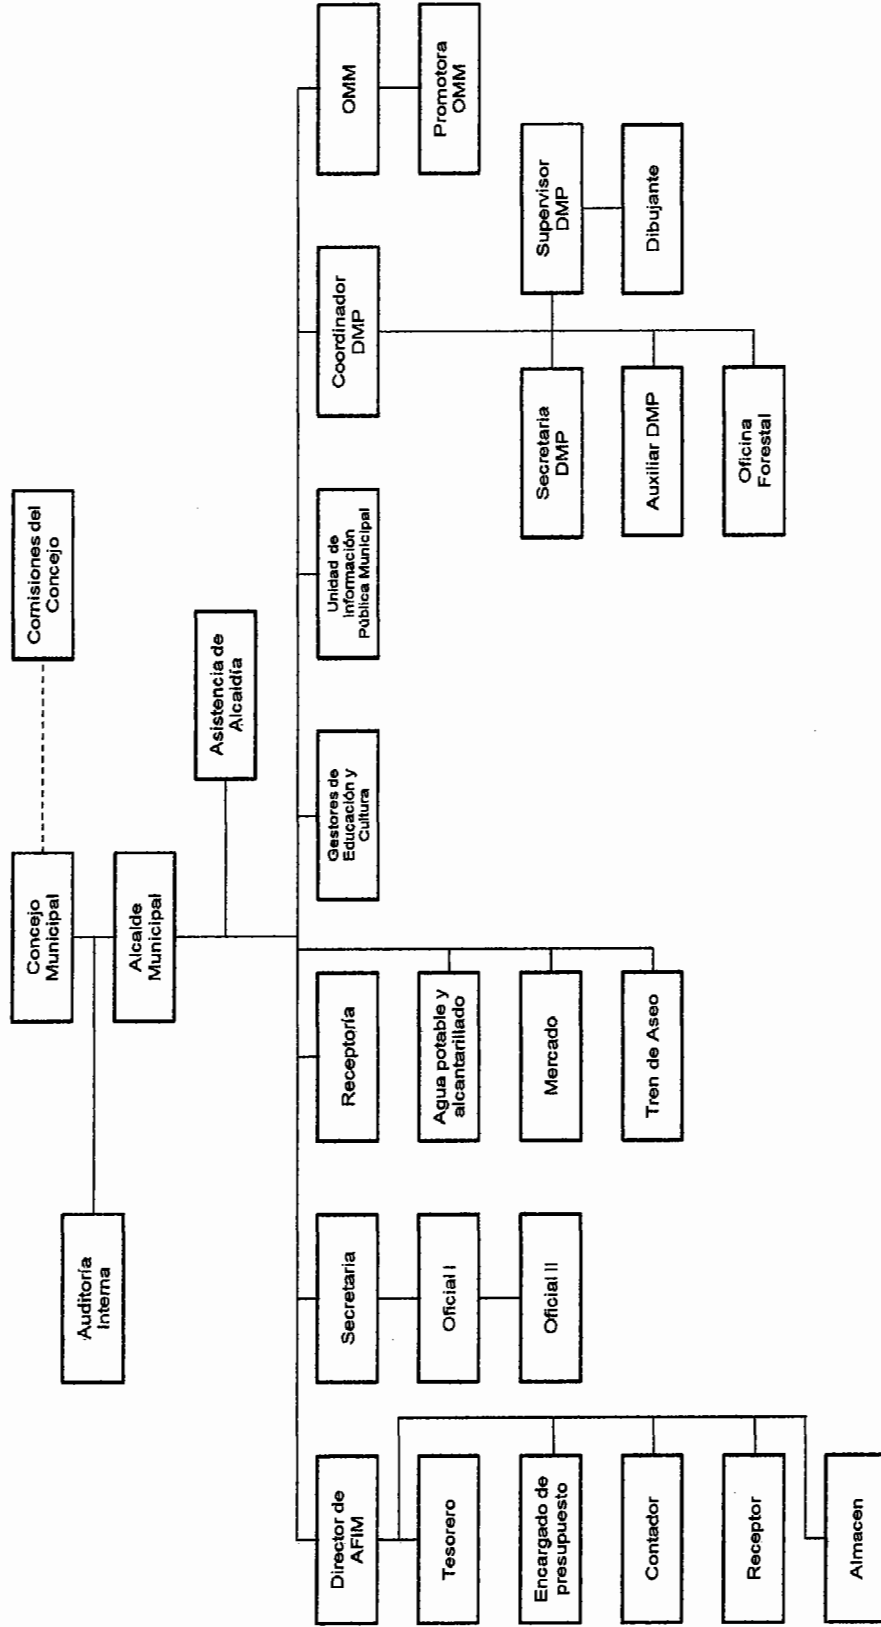 Concejo
Municipal
Comisiones del
Concejo
Auditoría
Interna
Alcalde
Municipal
Asistencia de
Alcaldía
Director de
AFIM
Secretaria
Receptoría
Gestores de
Educación y
Cultura
Unidad de
Información
Pública Municipal
Coordinador
DMP
OMM
Tesorero
Encargado de
presupuesto
Contador
Receptor
Almacen
Oficial I
Oficial II
Agua potable y
alcantarillado
Mercado
Tren de Aseo
Secretaria
DMP
Supervisor
DMP
Auxiliar DMP
Dibujante
Oficina
Forestal
Promotora
OMM